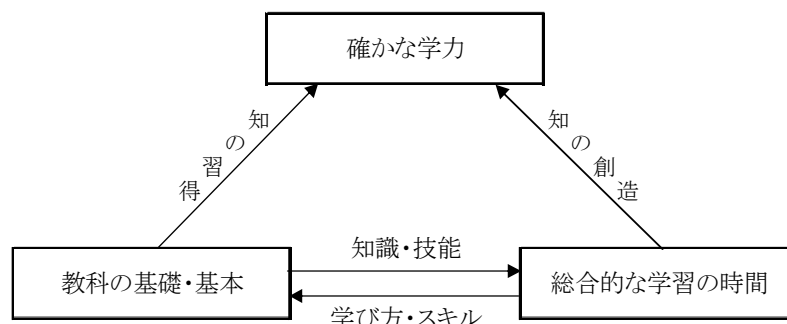 確かな学力
知の習得
知の創造
知識・技能
教科の基礎・基本
総合的な学習の時間
学び方・スキル